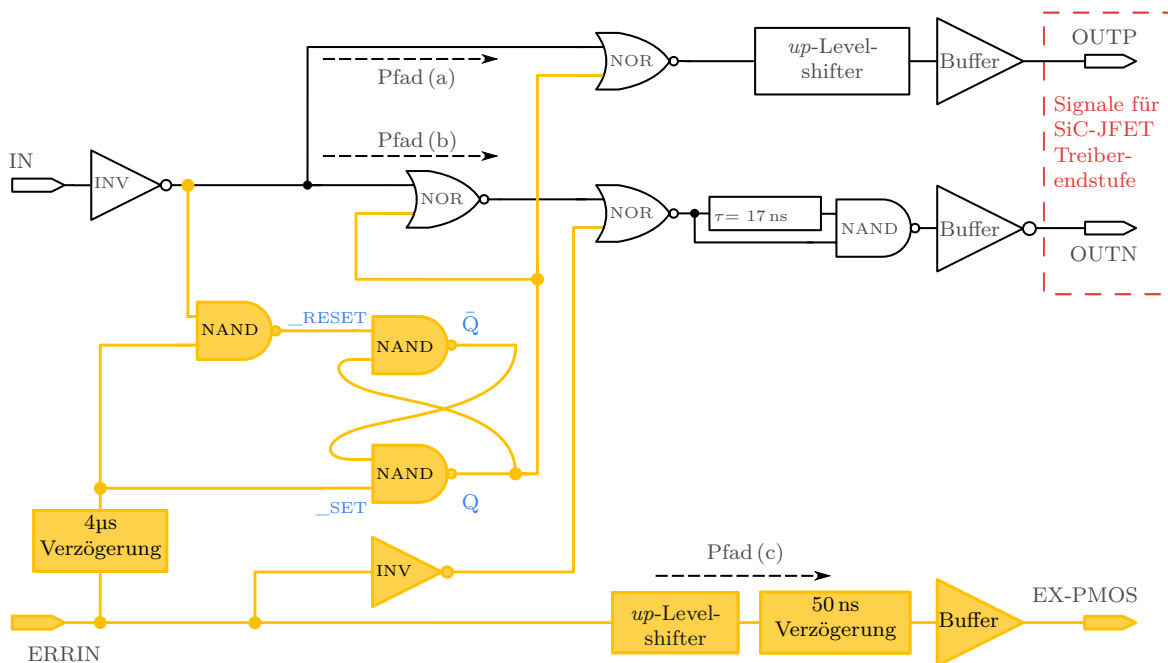 OUTP
NOR
up-Level-
shifter
Buffer
Pfad (a)
Signale für
SiC-JFET
Treiber-
endstufe
Pfad (b)
IN
INV
NOR
NOR
τ = 17 ns
NAND
Buffer
OUTN
NAND
_RESET
NAND
Q̄
NAND
_SET
Q
4µs
Verzögerung
INV
Pfad (c)
EX-PMOS
up-Level-
shifter
50 ns
Verzögerung
Buffer
ERRIN